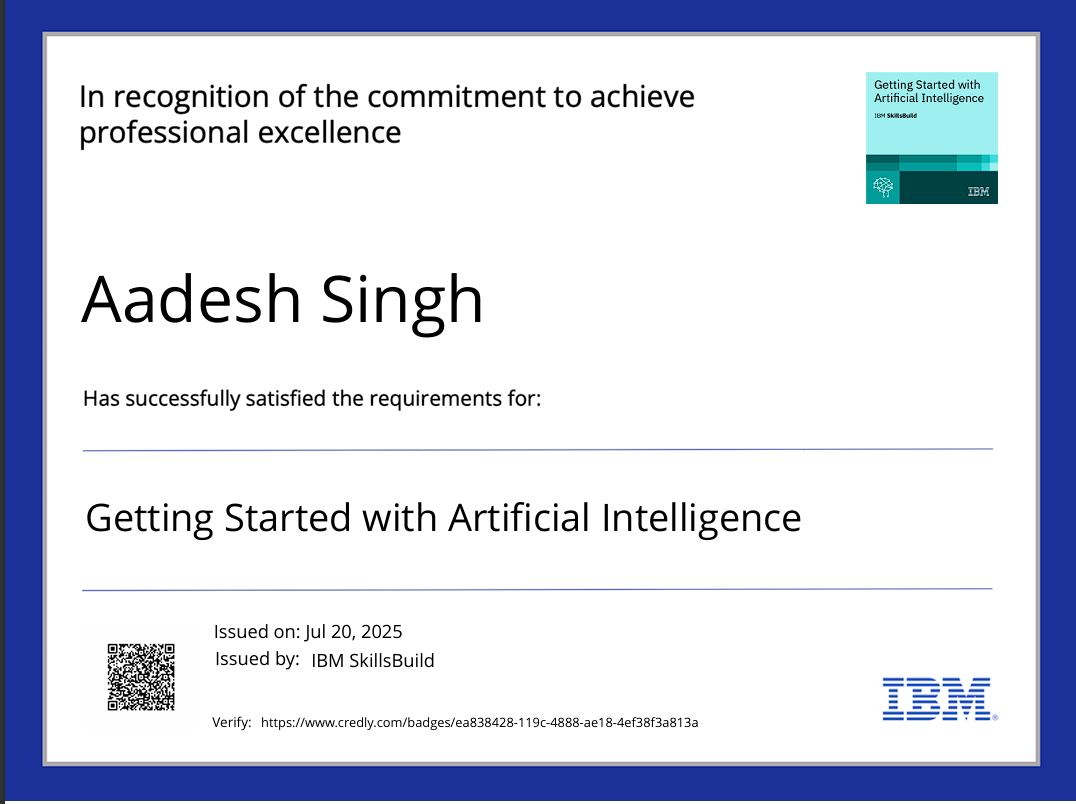 In recognition of the commitment to achieve
professional excellence
Getting Started with
Artificial Intelligence
IBM SkillsBuild
IBM
Aadesh Singh
Has successfully satisfied the requirements for:
Getting Started with Artificial Intelligence
Issued on: Jul 20, 2025
Issued by: IBM SkillsBuild
Verify: https://www.credly.com/badges/ea838428-119c-4888-ae18-4ef38f3a813a
IBM®